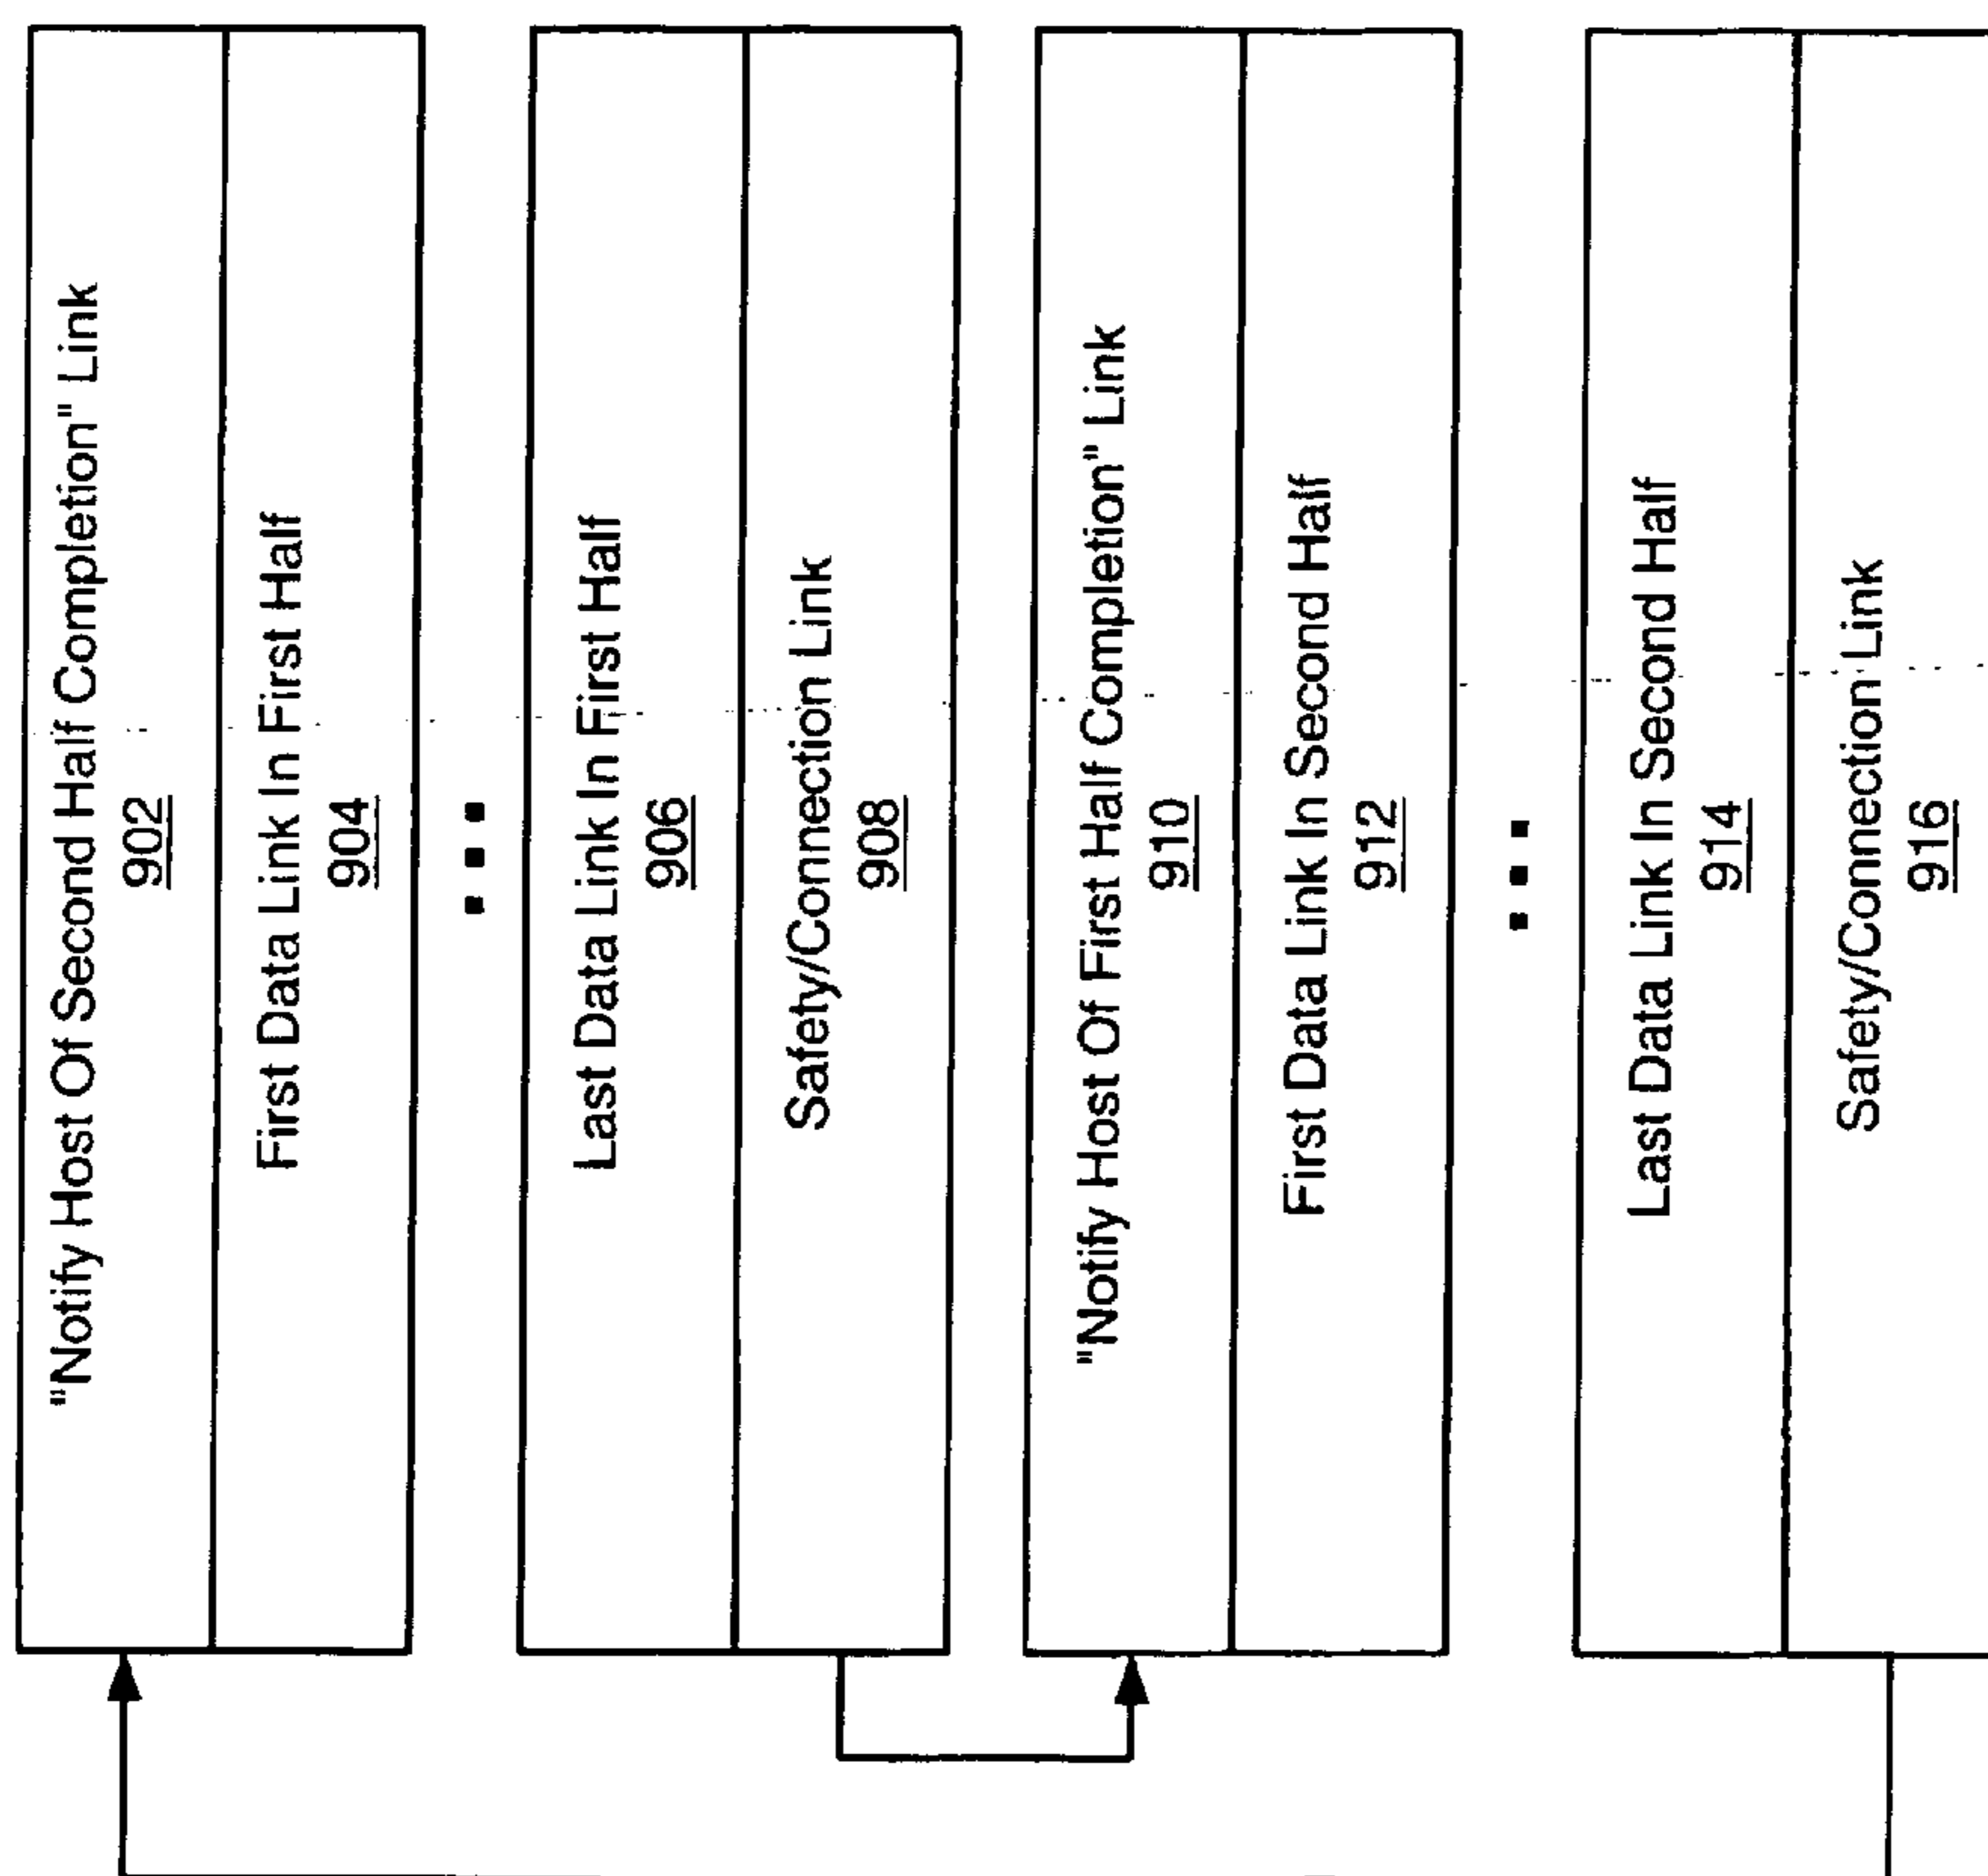 "Notify Host Of Second Half Completion" Link
902
First Data Link In First Half
904
Last Data Link In First Half
906
Safety/Connection Link
908
"Notify Host Of First Half Completion" Link
910
First Data Link In Second Half
912
Last Data Link In Second Half
914
Safety/Connection Link
916